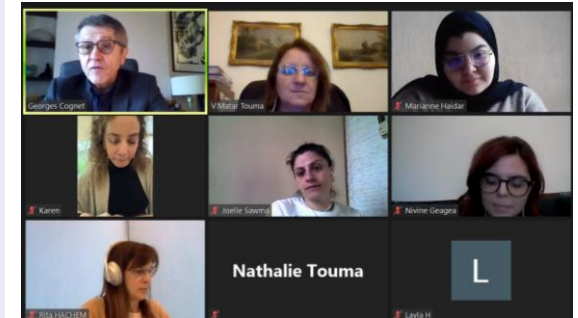 Georges Cognet
V Matar Touma
Marianne Haidar
Karen
Joelle Sawma
Nivine Geagea
Rita HACHEM
Nathalie Touma
L
Layla H